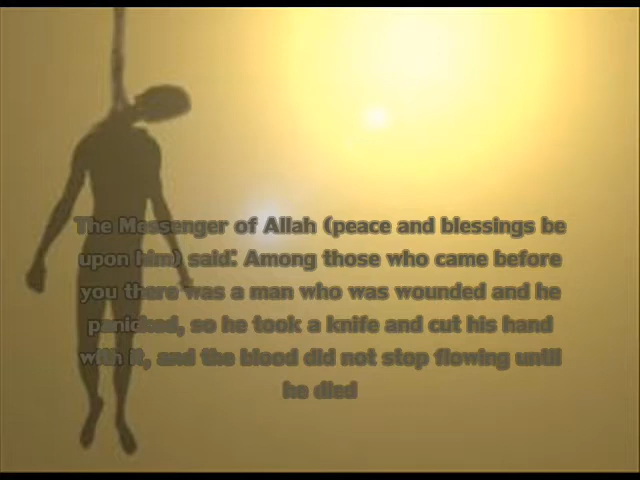 The Messenger of Allah (peace and blessings be
upon him) said: Among those who came before
you there was a man who was wounded and he
panicked, so he took a knife and cut his hand
with it, and the blood did not stop flowing until
he died